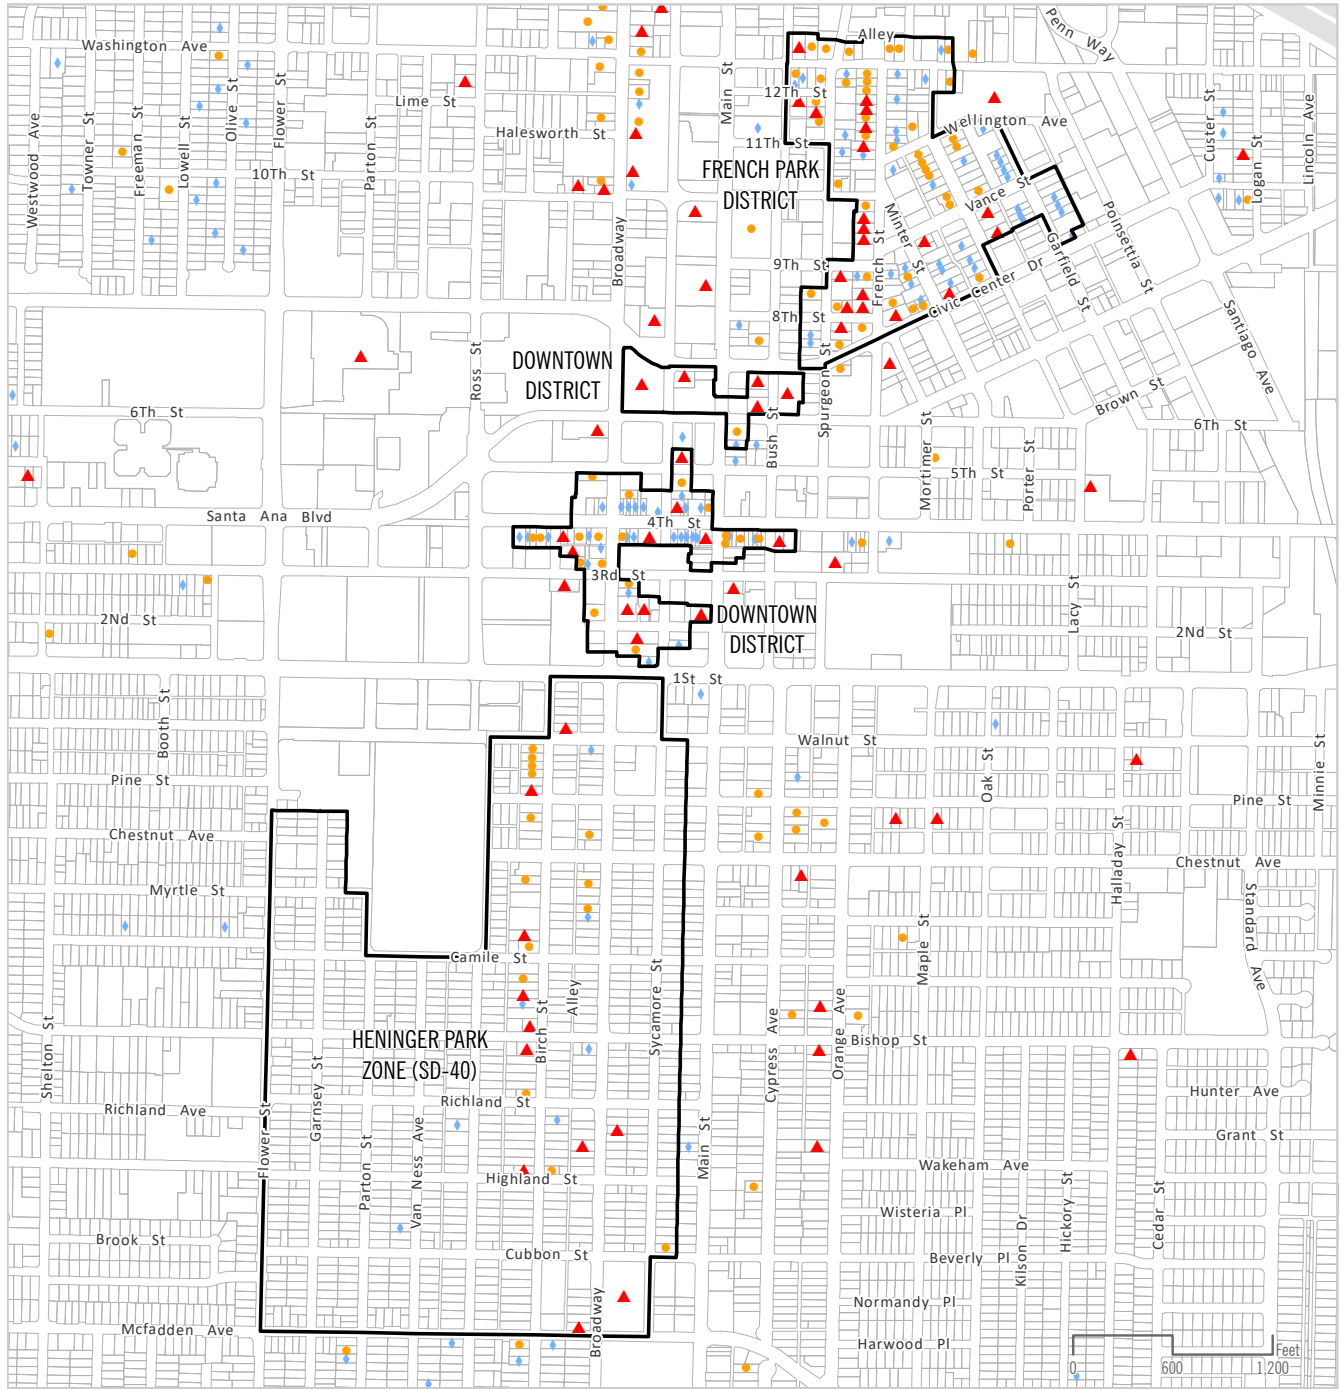 Alley
Penn Way
Washington Ave
Main St
12Th St
Lime St
Halesworth St
Wellington Ave
11Th St
Westwood Ave
Towner St
Freeman St
Lowell St
Olive St
Flower St
Parton St
10Th St
Custer St
Logan St
Lincoln Ave
FRENCH PARK
DISTRICT
Vance St
Minter St
Poinsettia St
Garfield St
Broadway
French St
9Th St
Civic Center Dr
8Th St
Santiago Ave
Ross St
DOWNTOWN
DISTRICT
Spurgeon St
Bush St
Brown St
6Th St
6Th St
Mortimer St
5Th St
Porter St
Santa Ana Blvd
4Th St
3Rd St
Lacy St
2Nd St
DOWNTOWN
DISTRICT
2Nd St
1St St
Booth St
Walnut St
Oak St
Minnie St
Pine St
Pine St
Chestnut Ave
Halladay St
Chestnut Ave
Myrtle St
Standard Ave
Maple St
Camile St
Sycamore St
Alley
Birch St
Cypress Ave
Orange Ave
Shelton St
HENINGER PARK
ZONE (SD-40)
Bishop St
Garnsey St
Richland St
Hunter Ave
Richland Ave
Flower St
Parton St
Van Ness Ave
Main St
Grant St
Wakeham Ave
Highland St
Hickory St
Cedar St
Wisteria Pl
Kilson Dr
Brook St
Cubbon St
Beverly Pl
Broadway
Normandy Pl
Mcfadden Ave
Harwood Pl
Feet
0 600 1,200